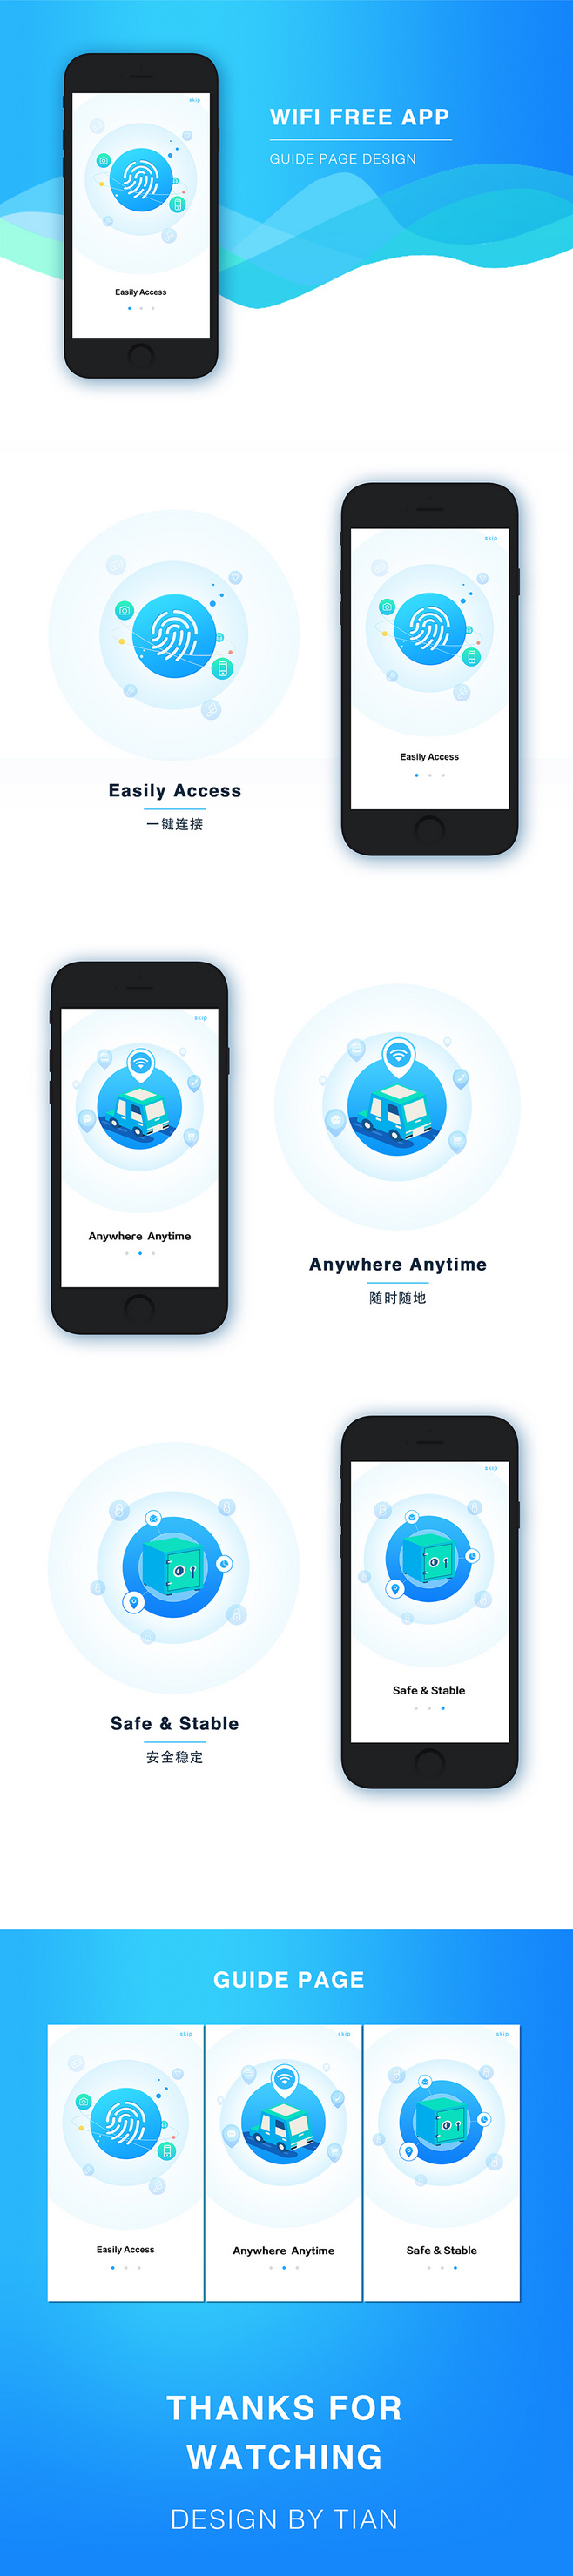 WIFI FREE APP
GUIDE PAGE DESIGN
skip
Easily Access
skip
Easily Access
Easily Access
一键连接
skip
Anywhere Anytime
Anywhere Anytime
随时随地
skip
Safe & Stable
Safe & Stable
安全稳定
GUIDE PAGE
skip
skip
skip
Easily Access
Anywhere Anytime
Safe & Stable
THANKS FOR
WATCHING
DESIGN BY TIAN